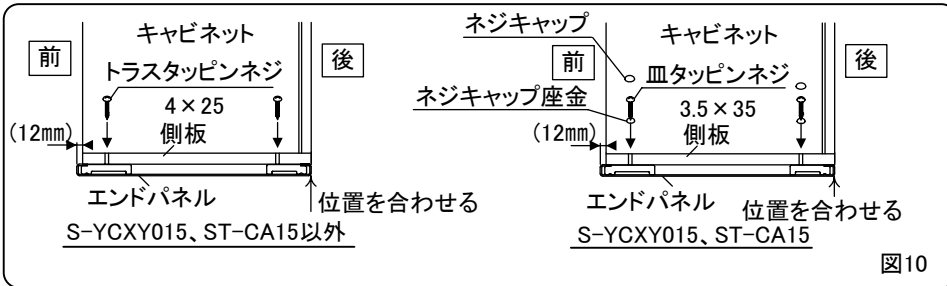 キャビネット
前
後
トラスタッピンネジ
4×25
側板
(12mm)
エンドパネル
位置を合わせる
S-YCXY015、ST-CA15以外
ネジキャップ
キャビネット
前
後
皿タッピンネジ
ネジキャップ座金
3.5×35
側板
(12mm)
エンドパネル
位置を合わせる
S-YCXY015、ST-CA15
図10